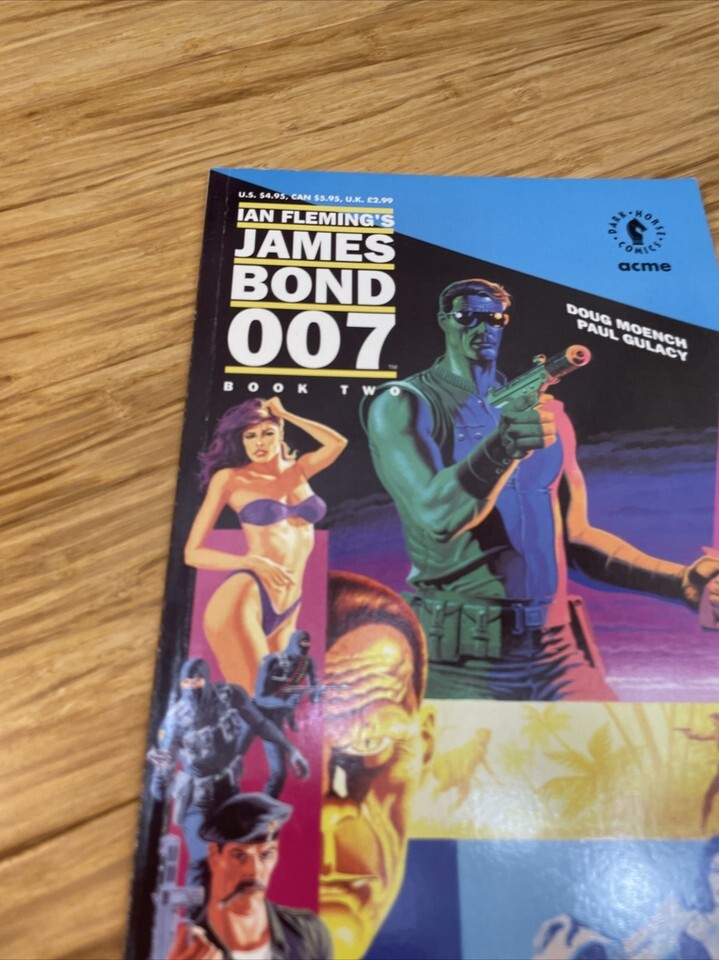 U.S. $4.95, CAN $5.95, U.K. £2.99
IAN FLEMING'S
JAMES
BOND
007™
BOOK TWO
DARK HORSE COMICS
acme
DOUG MOENCH
PAUL GULACY